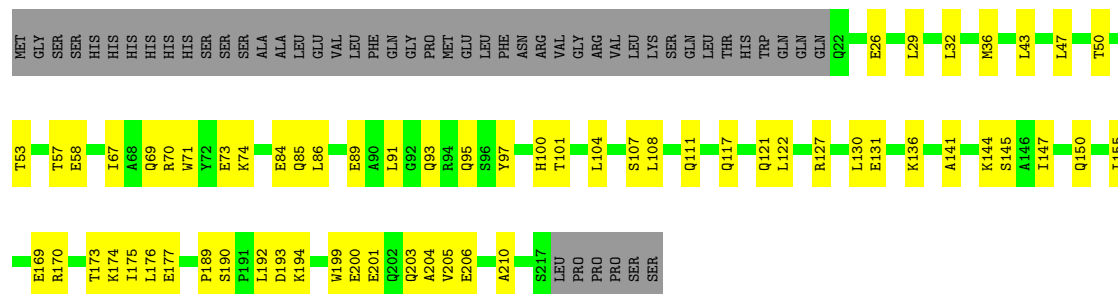 MET GLY SER SER HIS HIS HIS HIS HIS HIS TRP SER SER SER ALA ALA LEU GLU VAL LEU PHE GLN GLY PRO MET GLU LEU PHE ASN ARG VAL GLY ARG VAL LEU LYS SER GLN LEU THR HIS TRP GLN GLN GLN Q22 E26 L29 L32 M36 L43 L47 T50
T53 T57 E58 I67 A68 Q69 R70 W71 Y72 E73 K74 E84 Q85 L86 E89 A90 L91 G92 Q93 R94 Q95 S96 Y97 H100 T101 L104 S107 L108 Q111 Q117 Q121 L122 R127 L130 E131 K136 A141 K144 S145 A146 I147 Q150 I155
E169 R170 T173 K174 I175 L176 E177 P189 S190 P191 L192 D193 K194 W199 E200 E201 Q202 Q203 A204 V205 E206 A210 S217 LEU PRO PRO PRO SER SER